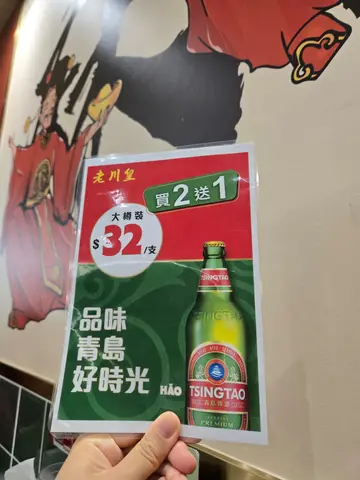 老川皇
買2送1
大樽裝
$32/支
品味
青島
好時光 HĂO
TSINGTAO
TSINGTAO
PREMIUM